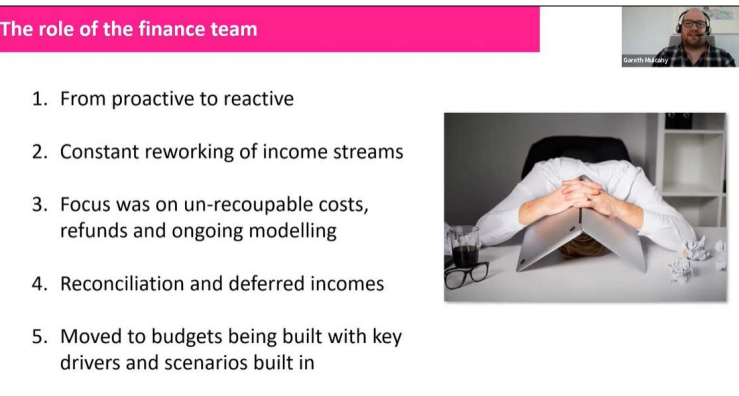 The role of the finance team
Gareth Mulcahy
1. From proactive to reactive
2. Constant reworking of income streams
3. Focus was on un-recoupable costs,
refunds and ongoing modelling
4. Reconciliation and deferred incomes
5. Moved to budgets being built with key
drivers and scenarios built in